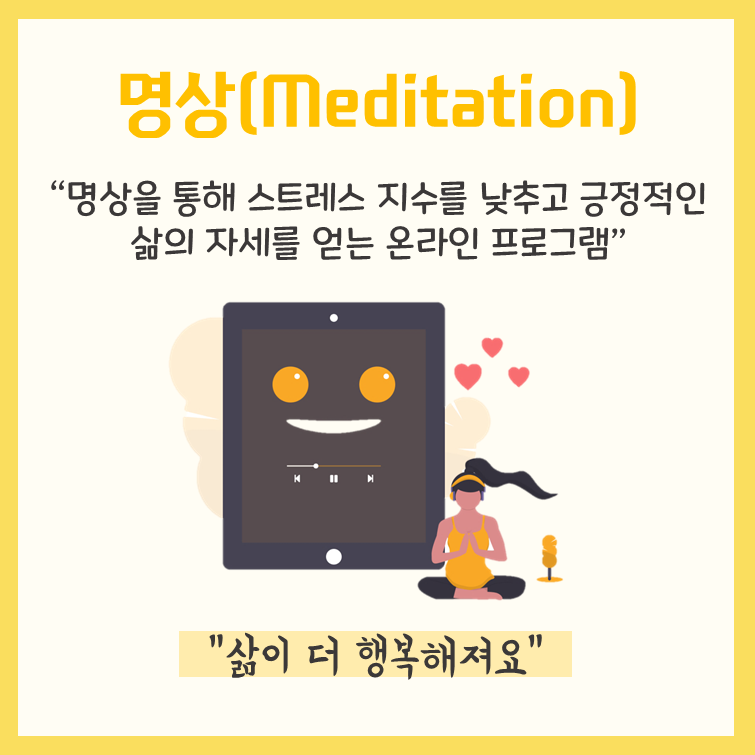 명상(Meditation)
“명상을 통해 스트레스 지수를 낮추고 긍정적인
삶의 자세를 얻는 온라인 프로그램”
"삶이 더 행복해져요"